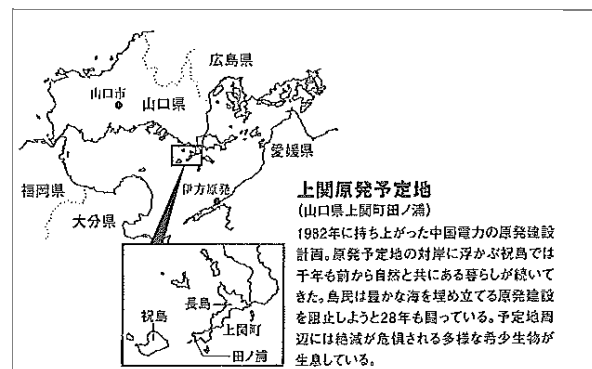 広島県
山口市
山口県
愛媛県
福岡県
伊方原発
大分県
長島
祝島
上関町
田ノ浦
上関原発予定地
(山口県上関町田ノ浦)
1982年に持ち上がった中国電力の原発建設
計画。原発予定地の対岸に浮かぶ祝島では
千年も前から自然と共にある暮らしが続いて
きた。島民は豊かな海を埋め立てる原発建設
を阻止しようと28年も闘っている。予定地周
辺には絶滅が危惧される多様な希少生物が
生息している。